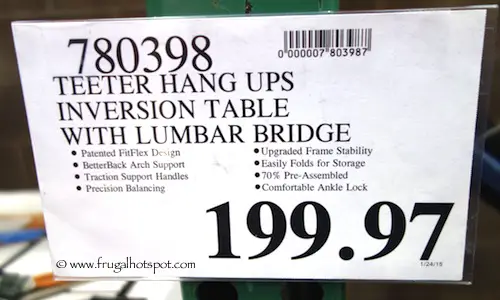 780398
0 000007 803987
TEETER HANG UPS
INVERSION TABLE
WITH LUMBAR BRIDGE
• Patented FitFlex Design
• BetterBack Arch Support
• Traction Support Handles
• Precision Balancing
• Upgraded Frame Stability
• Easily Folds for Storage
• 70% Pre-Assembled
• Comfortable Ankle Lock
199.97
1/24/15
© www.frugalhotspot.com